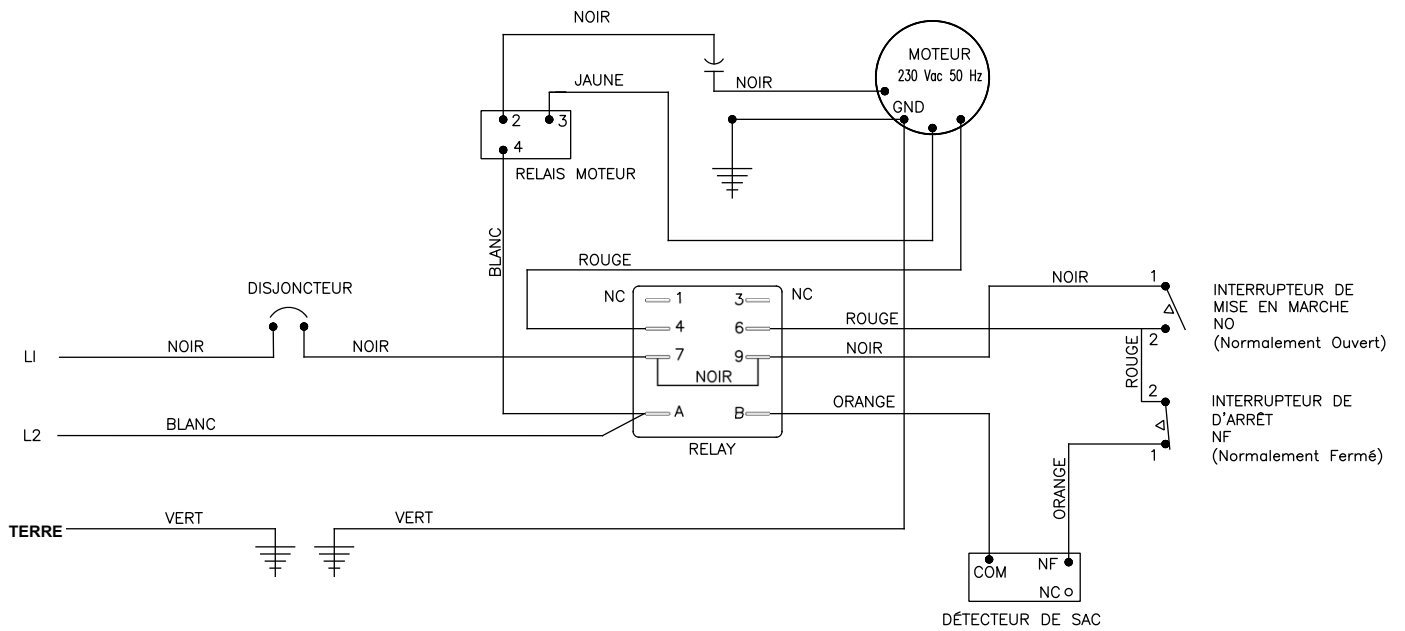 NOIR
MOTEUR
230 Vac 50 Hz
JAUNE
NOIR
GND
2
3
4
RELAIS MOTEUR
BLANC
ROUGE
DISJONCTEUR
NC
1
3
NC
NOIR
1
INTERRUPTEUR DE
MISE EN MARCHE
NO
(Normalement Ouvert)
4
6
ROUGE
2
L1
NOIR
NOIR
7
9
NOIR
NOIR
ROUGE
2
INTERRUPTEUR DE
D'ARRÊT
NF
(Normalement Fermé)
1
A
B
ORANGE
L2
BLANC
RELAY
ORANGE
TERRE
VERT
VERT
COM
NF
NC
DÉTECTEUR DE SAC